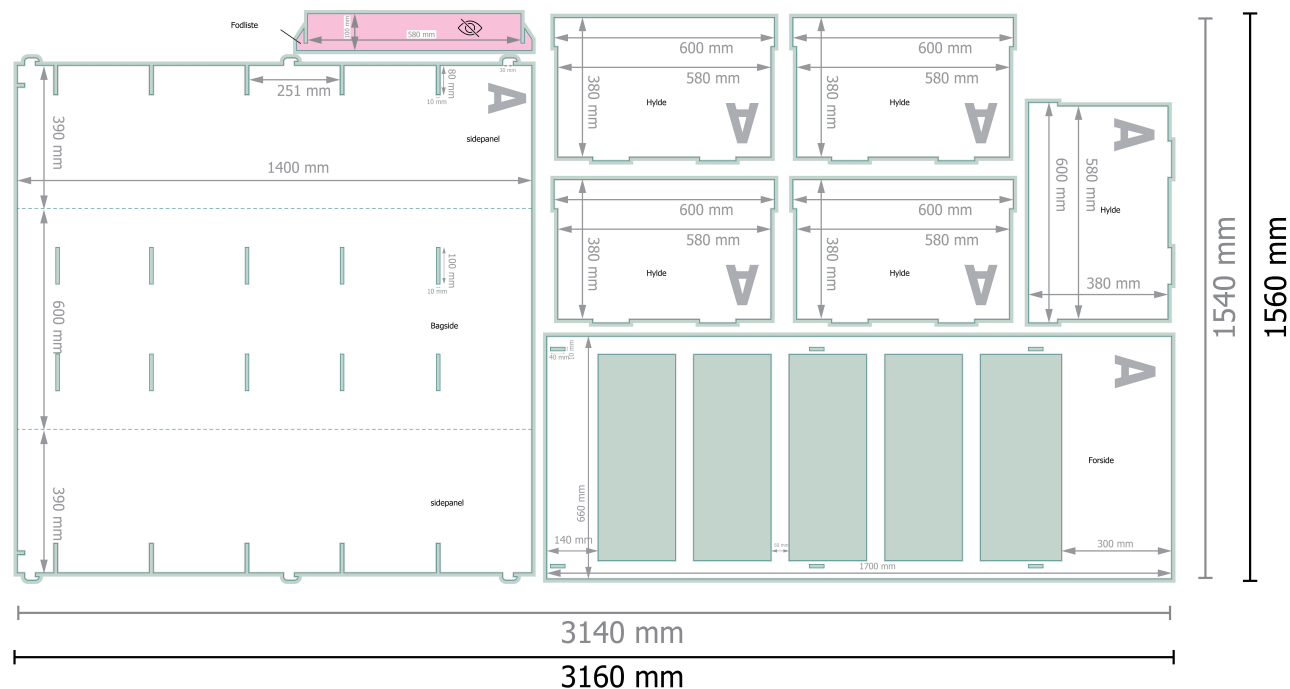 Fodliste
100 mm
580 mm
30 mm
251 mm
80 mm
10 mm
A
sidepanel
390 mm
1400 mm
100 mm
10 mm
600 mm
Bagside
390 mm
sidepanel
600 mm
580 mm
380 mm
Hylde
A
600 mm
580 mm
380 mm
Hylde
A
600 mm
580 mm
380 mm
Hylde
A
600 mm
580 mm
380 mm
Hylde
A
A
600 mm
580 mm
Hylde
380 mm
40 mm
10 mm
A
Forside
660 mm
140 mm
50 mm
300 mm
1700 mm
1540 mm
1560 mm
3140 mm
3160 mm